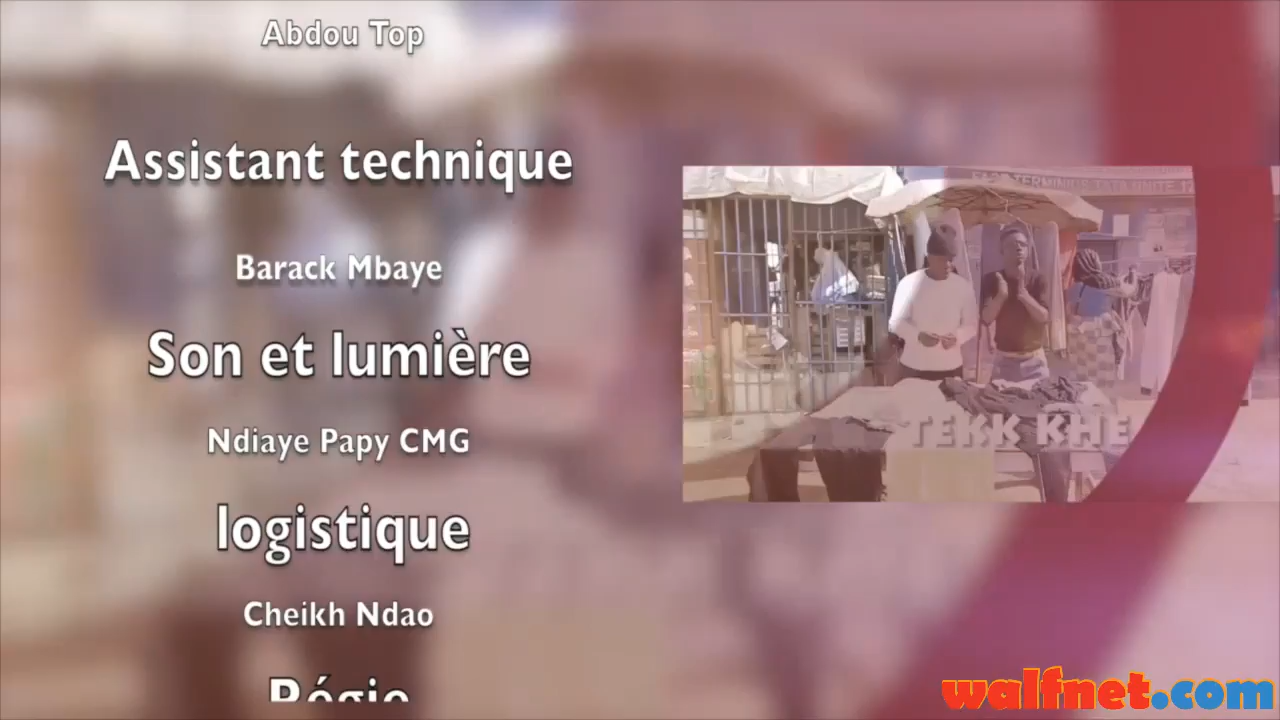 Abdou Top
Assistant technique
Barack Mbaye
Son et lumière
Ndiaye Papy CMG
logistique
Cheikh Ndao
Régie
TEKK KHE
walfnet.com